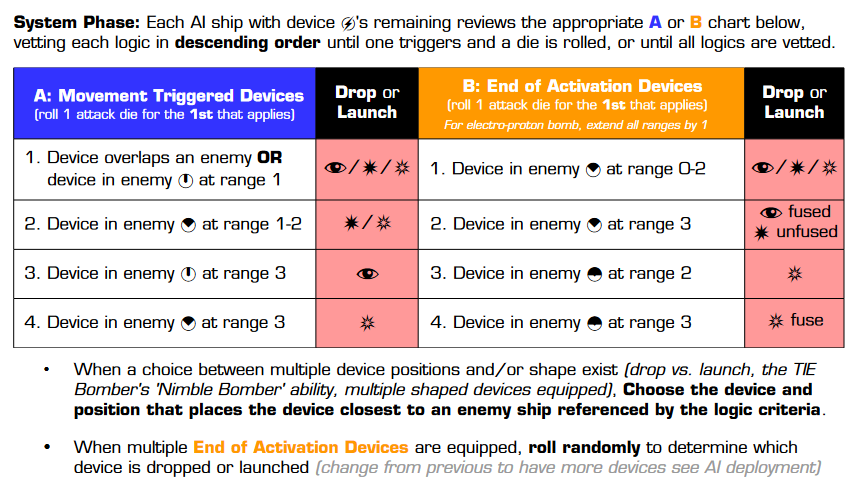 System Phase: Each AI ship with device 's remaining reviews the appropriate A or B chart below,
vetting each logic in descending order until one triggers and a die is rolled, or until all logics are vetted.
A: Movement Triggered Devices
(roll 1 attack die for the 1st that applies)
Drop or
Launch
B: End of Activation Devices
(roll 1 attack die for the 1st that applies)
For electro-proton bomb, extend all ranges by 1
Drop or
Launch
1. Device overlaps an enemy OR
device in enemy at range 1
/ /
1. Device in enemy at range 0-2
/ /
2. Device in enemy at range 1-2
/
2. Device in enemy at range 3
fused
unfused
3. Device in enemy at range 3
3. Device in enemy at range 2
4. Device in enemy at range 3
4. Device in enemy at range 3
fuse
• When a choice between multiple device positions and/or shape exist (drop vs. launch, the TIE
Bomber's 'Nimble Bomber' ability, multiple shaped devices equipped), Choose the device and
position that places the device closest to an enemy ship referenced by the logic criteria.
• When multiple End of Activation Devices are equipped, roll randomly to determine which
device is dropped or launched (change from previous to have more devices see AI deployment)